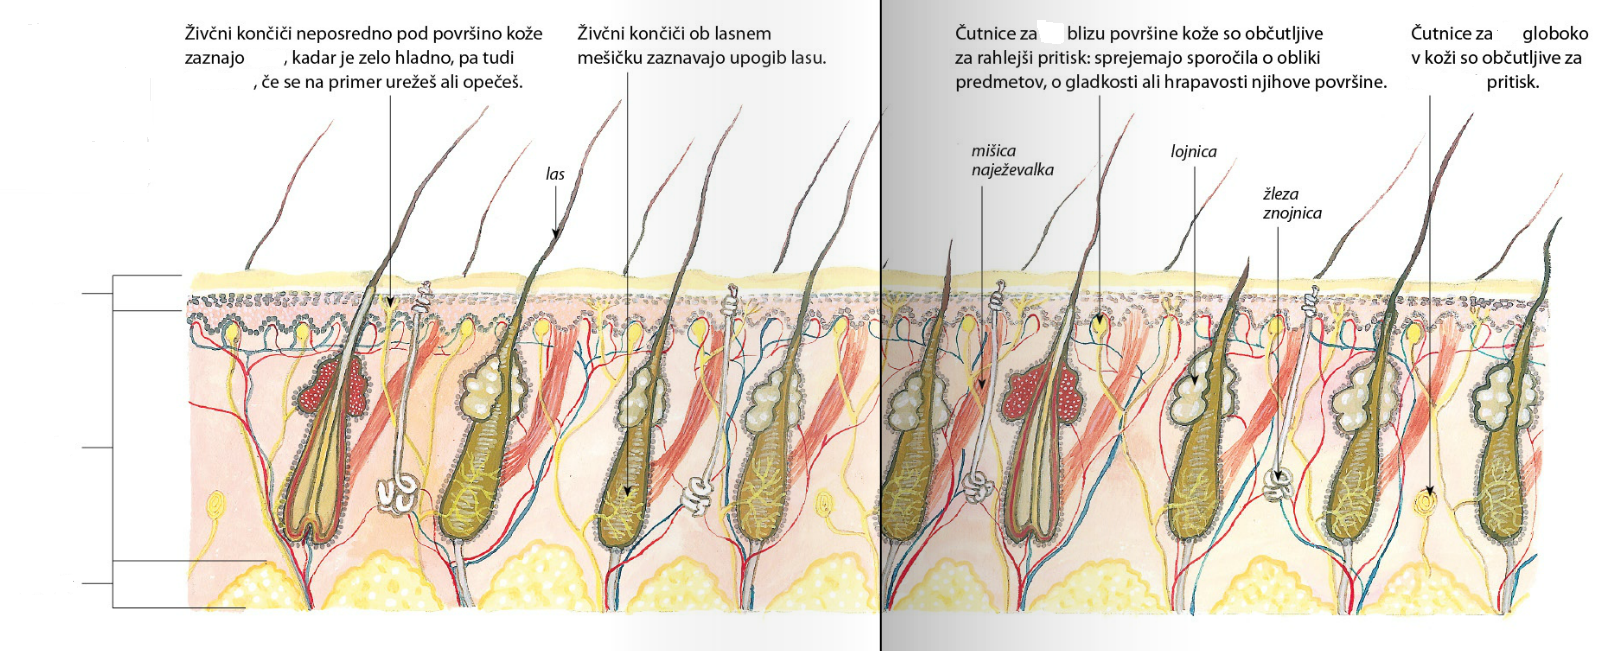 Živčni končiči neposredno pod površino kože
zaznajo , kadar je zelo hladno, pa tudi
, če se na primer urežeš ali opečeš.
Živčni končiči ob lasnem
mešičku zaznavajo upogib lasu.
Čutnice za blizu površine kože so občutljive
za rahlejši pritisk: sprejemajo sporočila o obliki
predmetov, o gladkosti ali hrapavosti njihove površine.
Čutnice za globoko
v koži so občutljive za
pritisk.
las
mišica
naježevalka
lojnica
žleza
znojnica